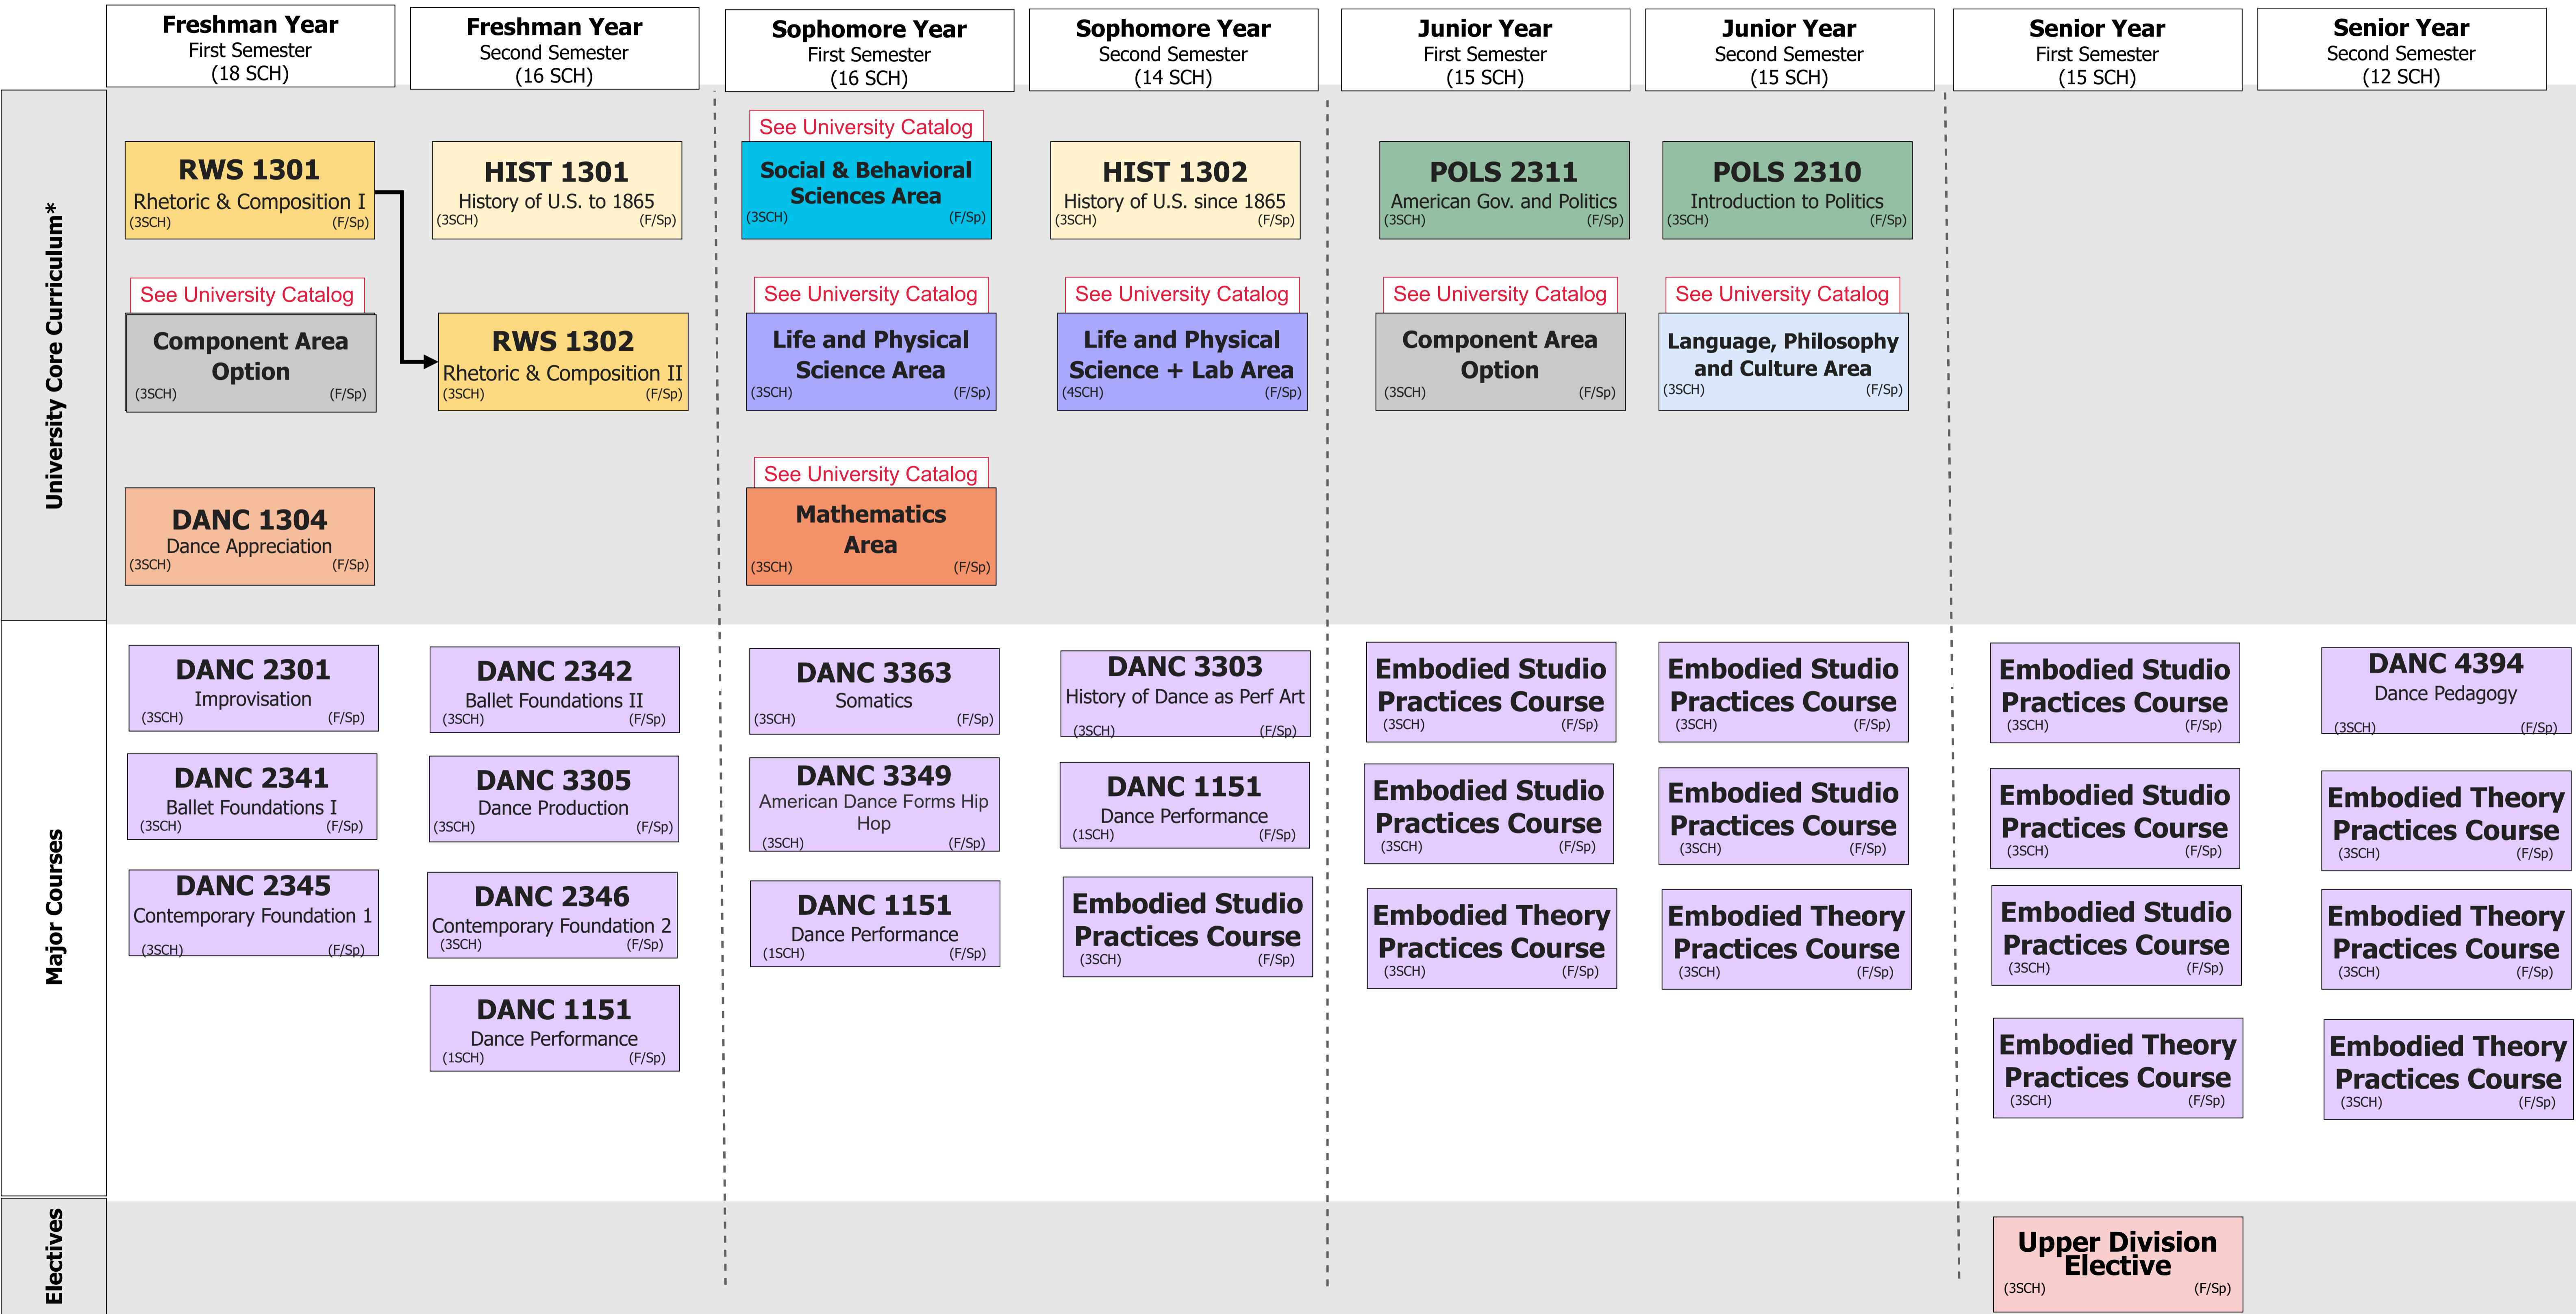 Freshman Year
First Semester
(18 SCH)
Freshman Year
Second Semester
(16 SCH)
Sophomore Year
First Semester
(16 SCH)
Sophomore Year
Second Semester
(14 SCH)
Junior Year
First Semester
(15 SCH)
Junior Year
Second Semester
(15 SCH)
Senior Year
First Semester
(15 SCH)
Senior Year
Second Semester
(12 SCH)
University Core Curriculum*
RWS 1301
Rhetoric & Composition I
(3SCH) (F/Sp)
HIST 1301
History of U.S. to 1865
(3SCH) (F/Sp)
See University Catalog
Social & Behavioral
Sciences Area
(3SCH) (F/Sp)
HIST 1302
History of U.S. since 1865
(3SCH) (F/Sp)
POLS 2311
American Gov. and Politics
(3SCH) (F/Sp)
POLS 2310
Introduction to Politics
(3SCH) (F/Sp)
See University Catalog
Component Area
Option
(3SCH) (F/Sp)
RWS 1302
Rhetoric & Composition II
(3SCH) (F/Sp)
See University Catalog
Life and Physical
Science Area
(3SCH) (F/Sp)
See University Catalog
Life and Physical
Science + Lab Area
(4SCH) (F/Sp)
See University Catalog
Component Area
Option
(3SCH) (F/Sp)
See University Catalog
Language, Philosophy
and Culture Area
(3SCH) (F/Sp)
DANC 1304
Dance Appreciation
(3SCH) (F/Sp)
See University Catalog
Mathematics
Area
(3SCH) (F/Sp)
Major Courses
DANC 2301
Improvisation
(3SCH) (F/Sp)
DANC 2342
Ballet Foundations II
(3SCH) (F/Sp)
DANC 3363
Somatics
(3SCH) (F/Sp)
DANC 3303
History of Dance as Perf Art
(3SCH) (F/Sp)
Embodied Studio
Practices Course
(3SCH) (F/Sp)
Embodied Studio
Practices Course
(3SCH) (F/Sp)
Embodied Studio
Practices Course
(3SCH) (F/Sp)
DANC 4394
Dance Pedagogy
(3SCH) (F/Sp)
DANC 2341
Ballet Foundations I
(3SCH) (F/Sp)
DANC 3305
Dance Production
(3SCH) (F/Sp)
DANC 3349
American Dance Forms Hip
Hop
(3SCH) (F/Sp)
DANC 1151
Dance Performance
(1SCH) (F/Sp)
Embodied Studio
Practices Course
(3SCH) (F/Sp)
Embodied Studio
Practices Course
(3SCH) (F/Sp)
Embodied Studio
Practices Course
(3SCH) (F/Sp)
Embodied Theory
Practices Course
(3SCH) (F/Sp)
DANC 2345
Contemporary Foundation 1
(3SCH) (F/Sp)
DANC 2346
Contemporary Foundation 2
(3SCH) (F/Sp)
DANC 1151
Dance Performance
(1SCH) (F/Sp)
Embodied Studio
Practices Course
(3SCH) (F/Sp)
Embodied Theory
Practices Course
(3SCH) (F/Sp)
Embodied Theory
Practices Course
(3SCH) (F/Sp)
Embodied Studio
Practices Course
(3SCH) (F/Sp)
Embodied Theory
Practices Course
(3SCH) (F/Sp)
DANC 1151
Dance Performance
(1SCH) (F/Sp)
Embodied Theory
Practices Course
(3SCH) (F/Sp)
Embodied Theory
Practices Course
(3SCH) (F/Sp)
Electives
Upper Division
Elective
(3SCH) (F/Sp)